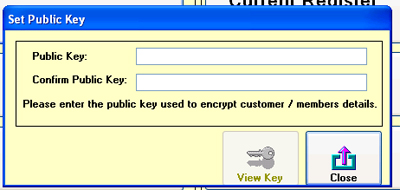 Current Register
Set Public Key
Public Key:
Confirm Public Key:
Please enter the public key used to encrypt customer / members details.
View Key
Close